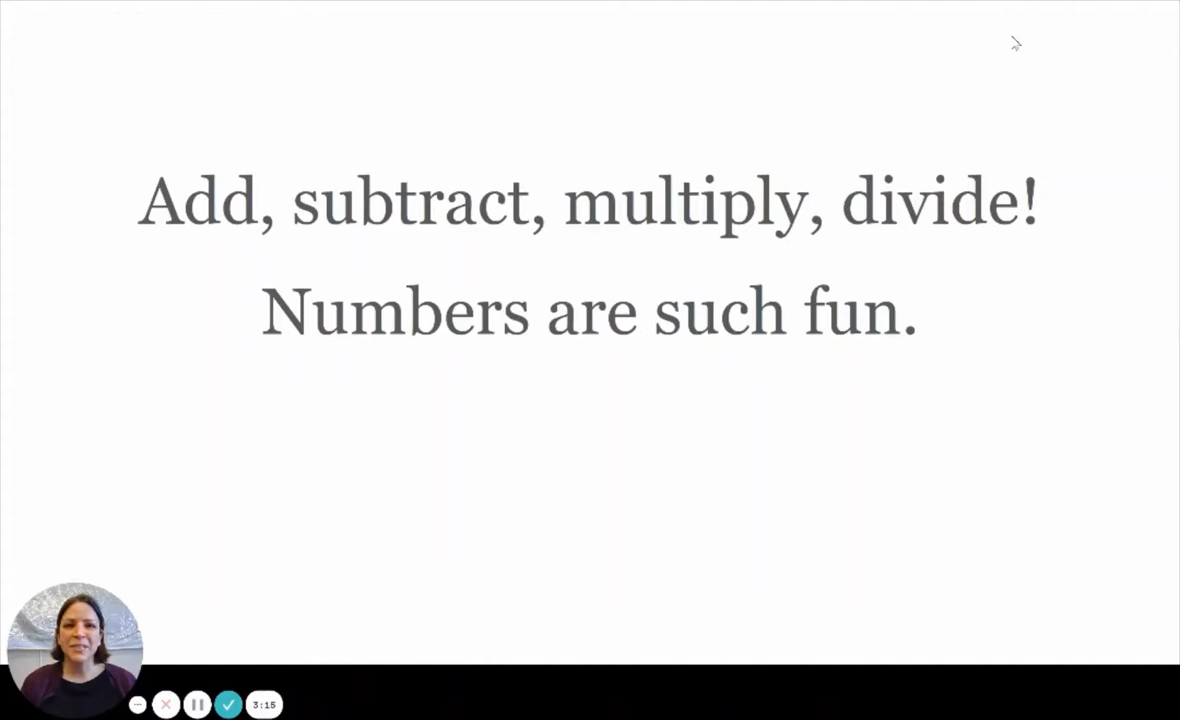 Add, subtract, multiply, divide!
Numbers are such fun.
3:15